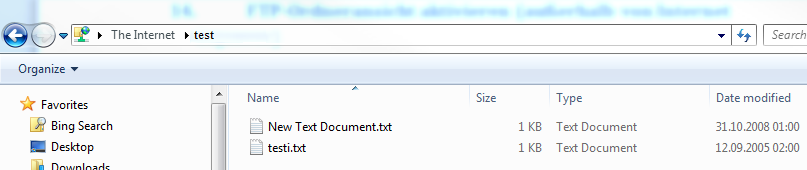 14. FTP-Ordneransicht aktivieren (außerhalb von Internet
The Internet test Search
Organize
Name Size Type Date modified
Favorites
Bing Search
Desktop
Downloads
New Text Document.txt 1 KB Text Document 31.10.2008 01:00
testi.txt 1 KB Text Document 12.09.2005 02:00